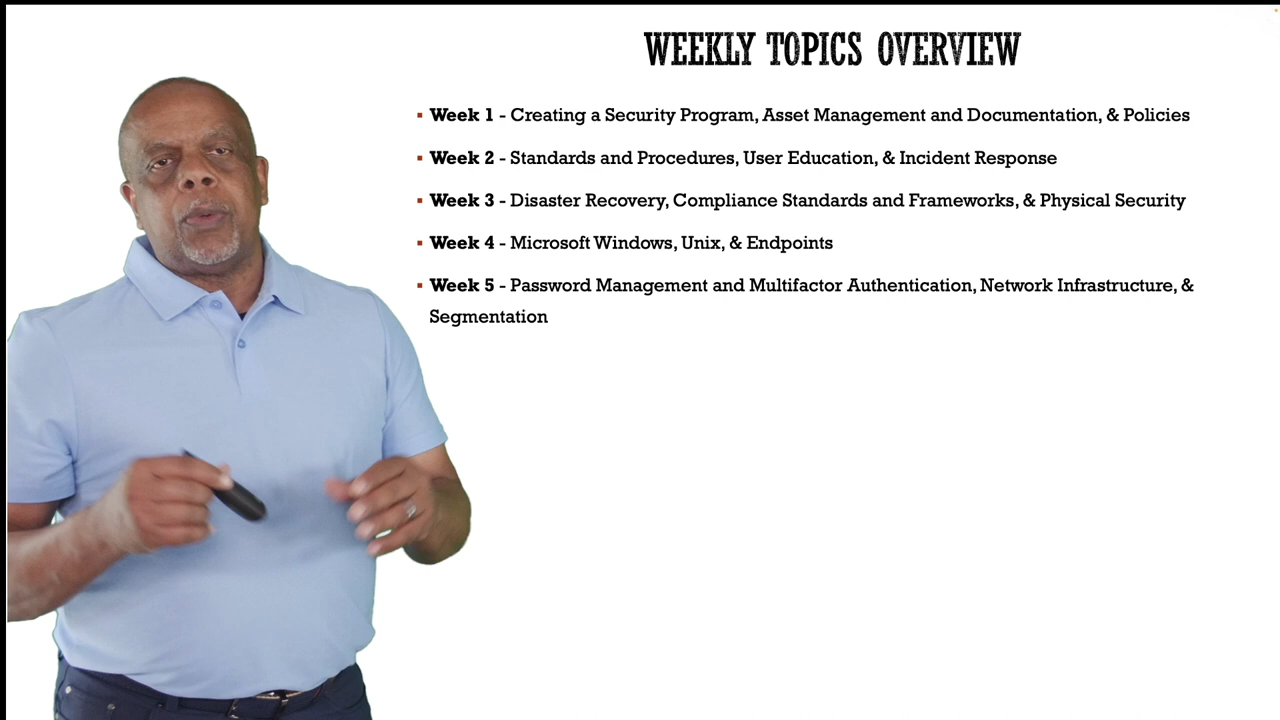 WEEKLY TOPICS OVERVIEW
▪ Week 1 - Creating a Security Program, Asset Management and Documentation, & Policies
▪ Week 2 - Standards and Procedures, User Education, & Incident Response
▪ Week 3 - Disaster Recovery, Compliance Standards and Frameworks, & Physical Security
▪ Week 4 - Microsoft Windows, Unix, & Endpoints
▪ Week 5 - Password Management and Multifactor Authentication, Network Infrastructure, &
Segmentation